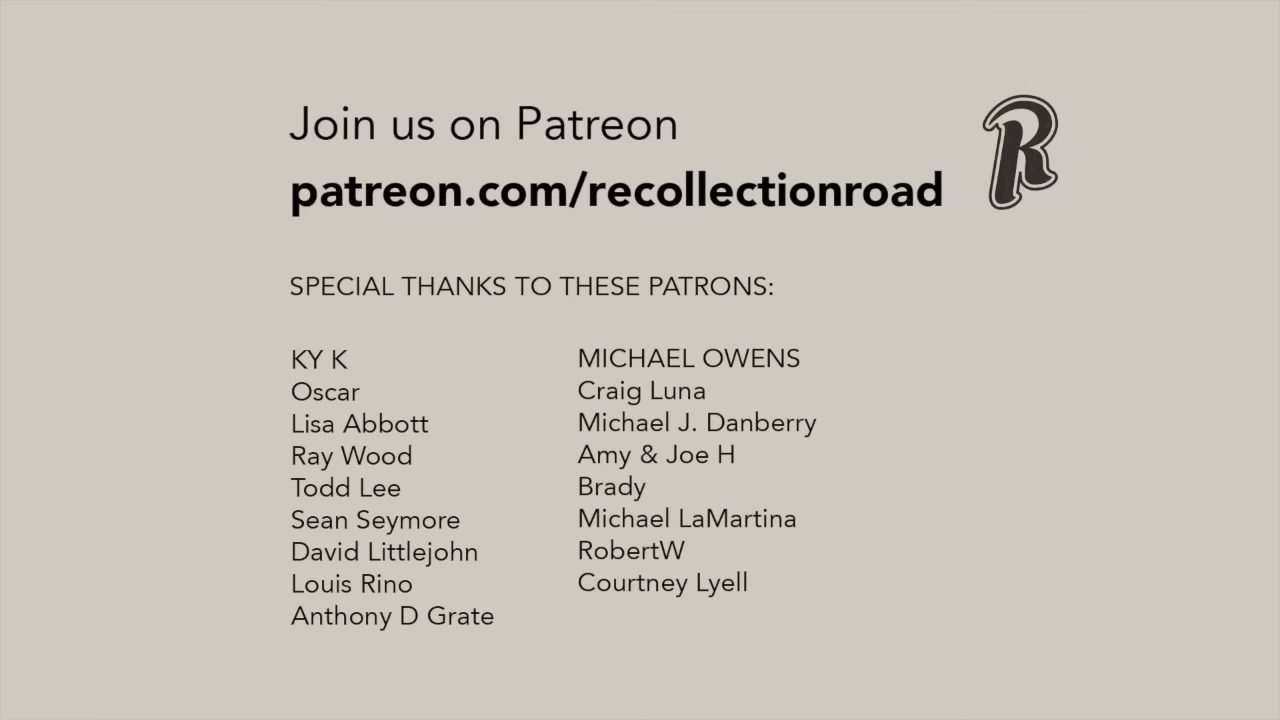 Join us on Patreon
patreon.com/recollectionroad
R
SPECIAL THANKS TO THESE PATRONS:
KY K
Oscar
Lisa Abbott
Ray Wood
Todd Lee
Sean Seymore
David Littlejohn
Louis Rino
Anthony D Grate
MICHAEL OWENS
Craig Luna
Michael J. Danberry
Amy & Joe H
Brady
Michael LaMartina
RobertW
Courtney Lyell